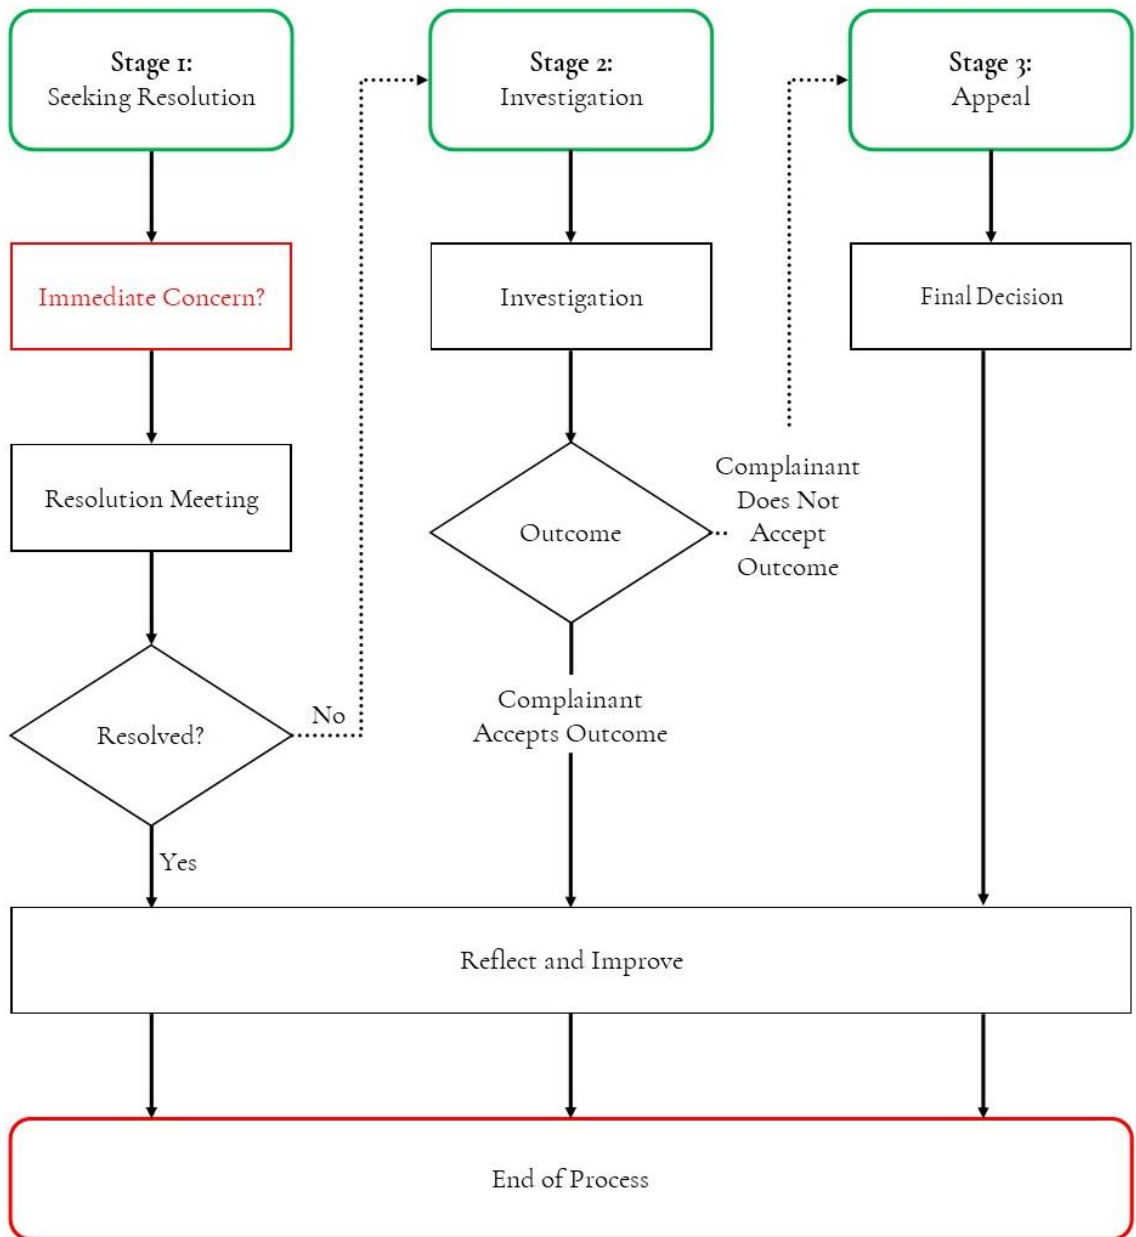 Stage 1:
Seeking Resolution
Immediate Concern?
Resolution Meeting
Resolved?
No
Yes
Stage 2:
Investigation
Investigation
Outcome
Complainant
Does Not
Accept
Outcome
Complainant
Accepts Outcome
Stage 3:
Appeal
Final Decision
Reflect and Improve
End of Process